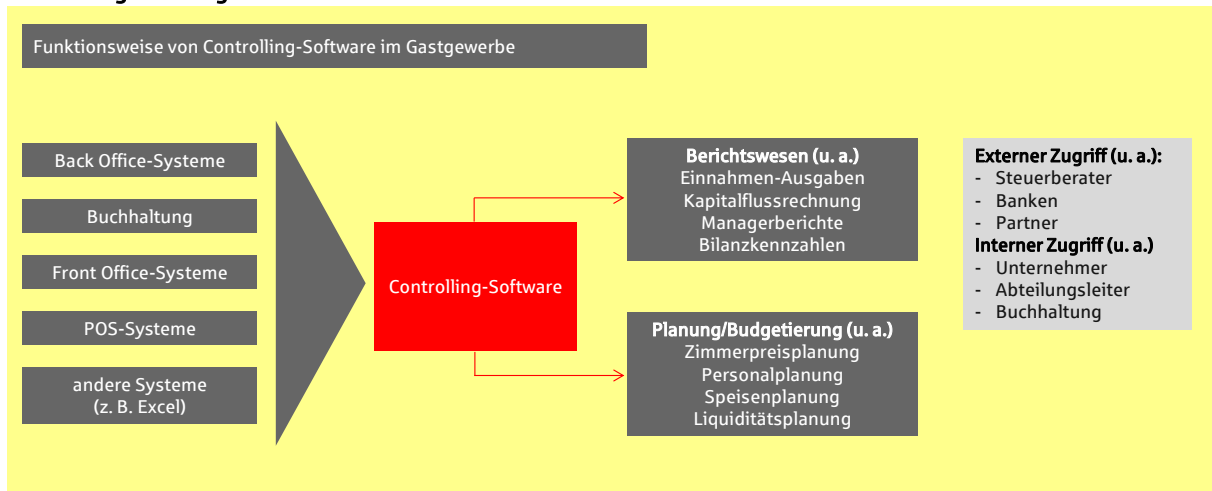 Funktionsweise von Controlling-Software im Gastgewerbe
Back Office-Systeme
Buchhaltung
Front Office-Systeme
POS-Systeme
andere Systeme
(z. B. Excel)
Controlling-Software
Berichtswesen (u. a.)
Einnahmen-Ausgaben
Kapitalflussrechnung
Managerberichte
Bilanzkennzahlen
Planung/Budgetierung (u. a.)
Zimmerpreisplanung
Personalplanung
Speisenplanung
Liquiditätsplanung
Externer Zugriff (u. a.):
- Steuerberater
- Banken
- Partner
Interner Zugriff (u. a.)
- Unternehmer
- Abteilungsleiter
- Buchhaltung